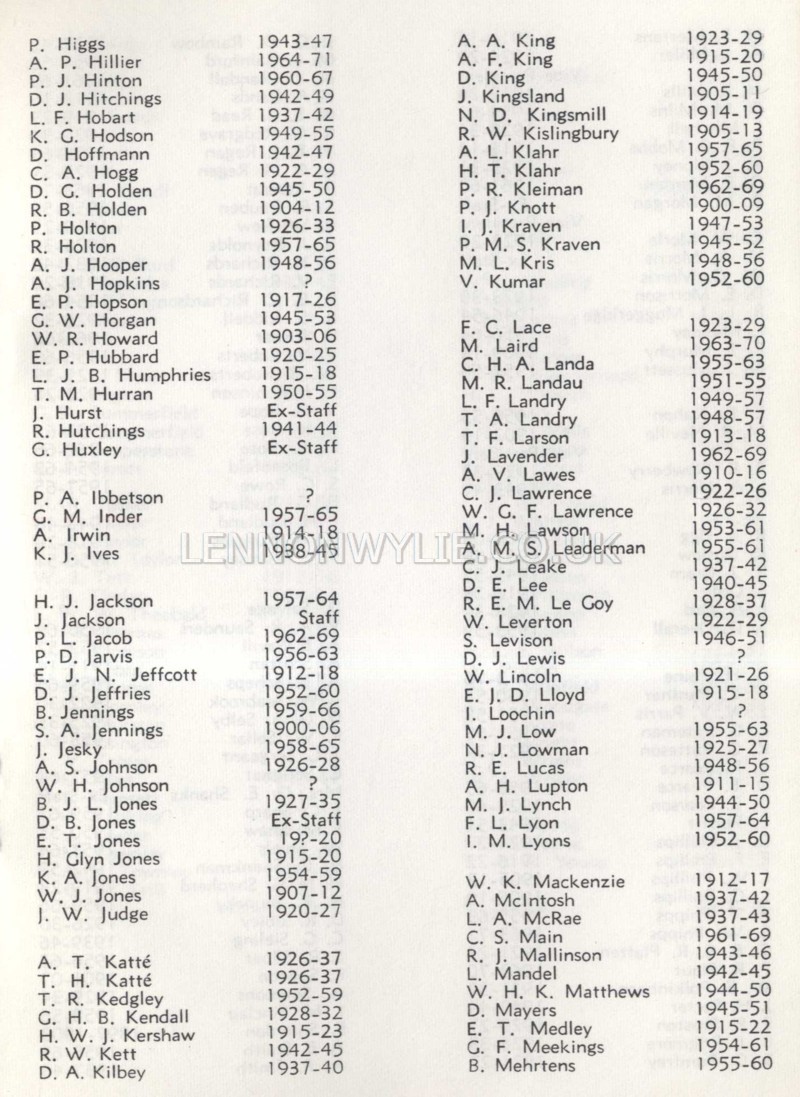 P. Higgs 1943-47
A. P. Hillier 1964-71
P. J. Hinton 1960-67
D. J. Hitchings 1942-49
L. F. Hobart 1937-42
K. G. Hodson 1949-55
D. Hoffmann 1942-47
C. A. Hogg 1922-29
D. G. Holden 1945-50
R. B. Holden 1904-12
P. Holton 1926-33
R. Holton 1957-65
A. J. Hooper 1948-56
A. J. Hopkins ?
E. P. Hopson 1917-26
G. W. Horgan 1945-53
W. R. Howard 1903-06
E. P. Hubbard 1920-25
L. J. B. Humphries 1915-18
T. M. Hurran 1950-55
J. Hurst Ex-Staff
R. Hutchings 1941-44
G. Huxley Ex-Staff
P. A. Ibbetson ?
G. M. Inder 1957-65
A. Irwin 1914-18
K. J. Ives 1938-45
H. J. Jackson 1957-64
J. Jackson Staff
P. L. Jacob 1962-69
P. D. Jarvis 1956-63
E. J. N. Jeffcott 1912-18
D. J. Jeffries 1952-60
B. Jennings 1959-66
S. A. Jennings 1900-06
J. Jesky 1958-65
A. S. Johnson 1926-28
W. H. Johnson ?
B. J. L. Jones 1927-35
D. B. Jones Ex-Staff
E. T. Jones 19?-20
H. Glyn Jones 1915-20
K. A. Jones 1954-59
W. J. Jones 1907-12
J. W. Judge 1920-27
A. T. Katté 1926-37
T. H. Katté 1926-37
T. R. Kedgley 1952-59
G. H. B. Kendall 1928-32
H. W. J. Kershaw 1915-23
R. W. Kett 1942-45
D. A. Kilbey 1937-40
A. A. King 1923-29
A. F. King 1915-20
D. King 1945-50
J. Kingsland 1905-11
N. D. Kingsmill 1914-19
R. W. Kislingbury 1905-13
A. L. Klahr 1957-65
H. T. Klahr 1952-60
P. R. Kleiman 1962-69
P. J. Knott 1900-09
I. J. Kraven 1947-53
P. M. S. Kraven 1945-52
M. L. Kris 1948-56
V. Kumar 1952-60
F. C. Lace 1923-29
M. Laird 1963-70
C. H. A. Landa 1955-63
M. R. Landau 1951-55
L. F. Landry 1949-57
T. A. Landry 1948-57
T. F. Larson 1913-18
J. Lavender 1962-69
A. V. Lawes 1910-16
C. J. Lawrence 1922-26
W. G. F. Lawrence 1926-32
M. H. Lawson 1953-61
A. M. S. Leaderman 1955-61
C. J. Leake 1937-42
D. E. Lee 1940-45
R. E. M. Le Goy 1928-37
W. Leverton 1922-29
S. Levison 1946-51
D. J. Lewis ?
W. Lincoln 1921-26
E. J. D. Lloyd 1915-18
I. Loochin ?
M. J. Low 1955-63
N. J. Lowman 1925-27
R. E. Lucas 1948-56
A. H. Lupton 1911-15
M. J. Lynch 1944-50
F. L. Lyon 1957-64
I. M. Lyons 1952-60
W. K. Mackenzie 1912-17
A. McIntosh 1937-42
L. A. McRae 1937-43
C. S. Main 1961-69
R. J. Mallinson 1943-46
L. Mandel 1942-45
W. H. K. Matthews 1944-50
D. Mayers 1945-51
E. T. Medley 1915-22
G. F. Meekings 1954-61
B. Mehrtens 1955-60
LENNONWYLIE.CO.UK